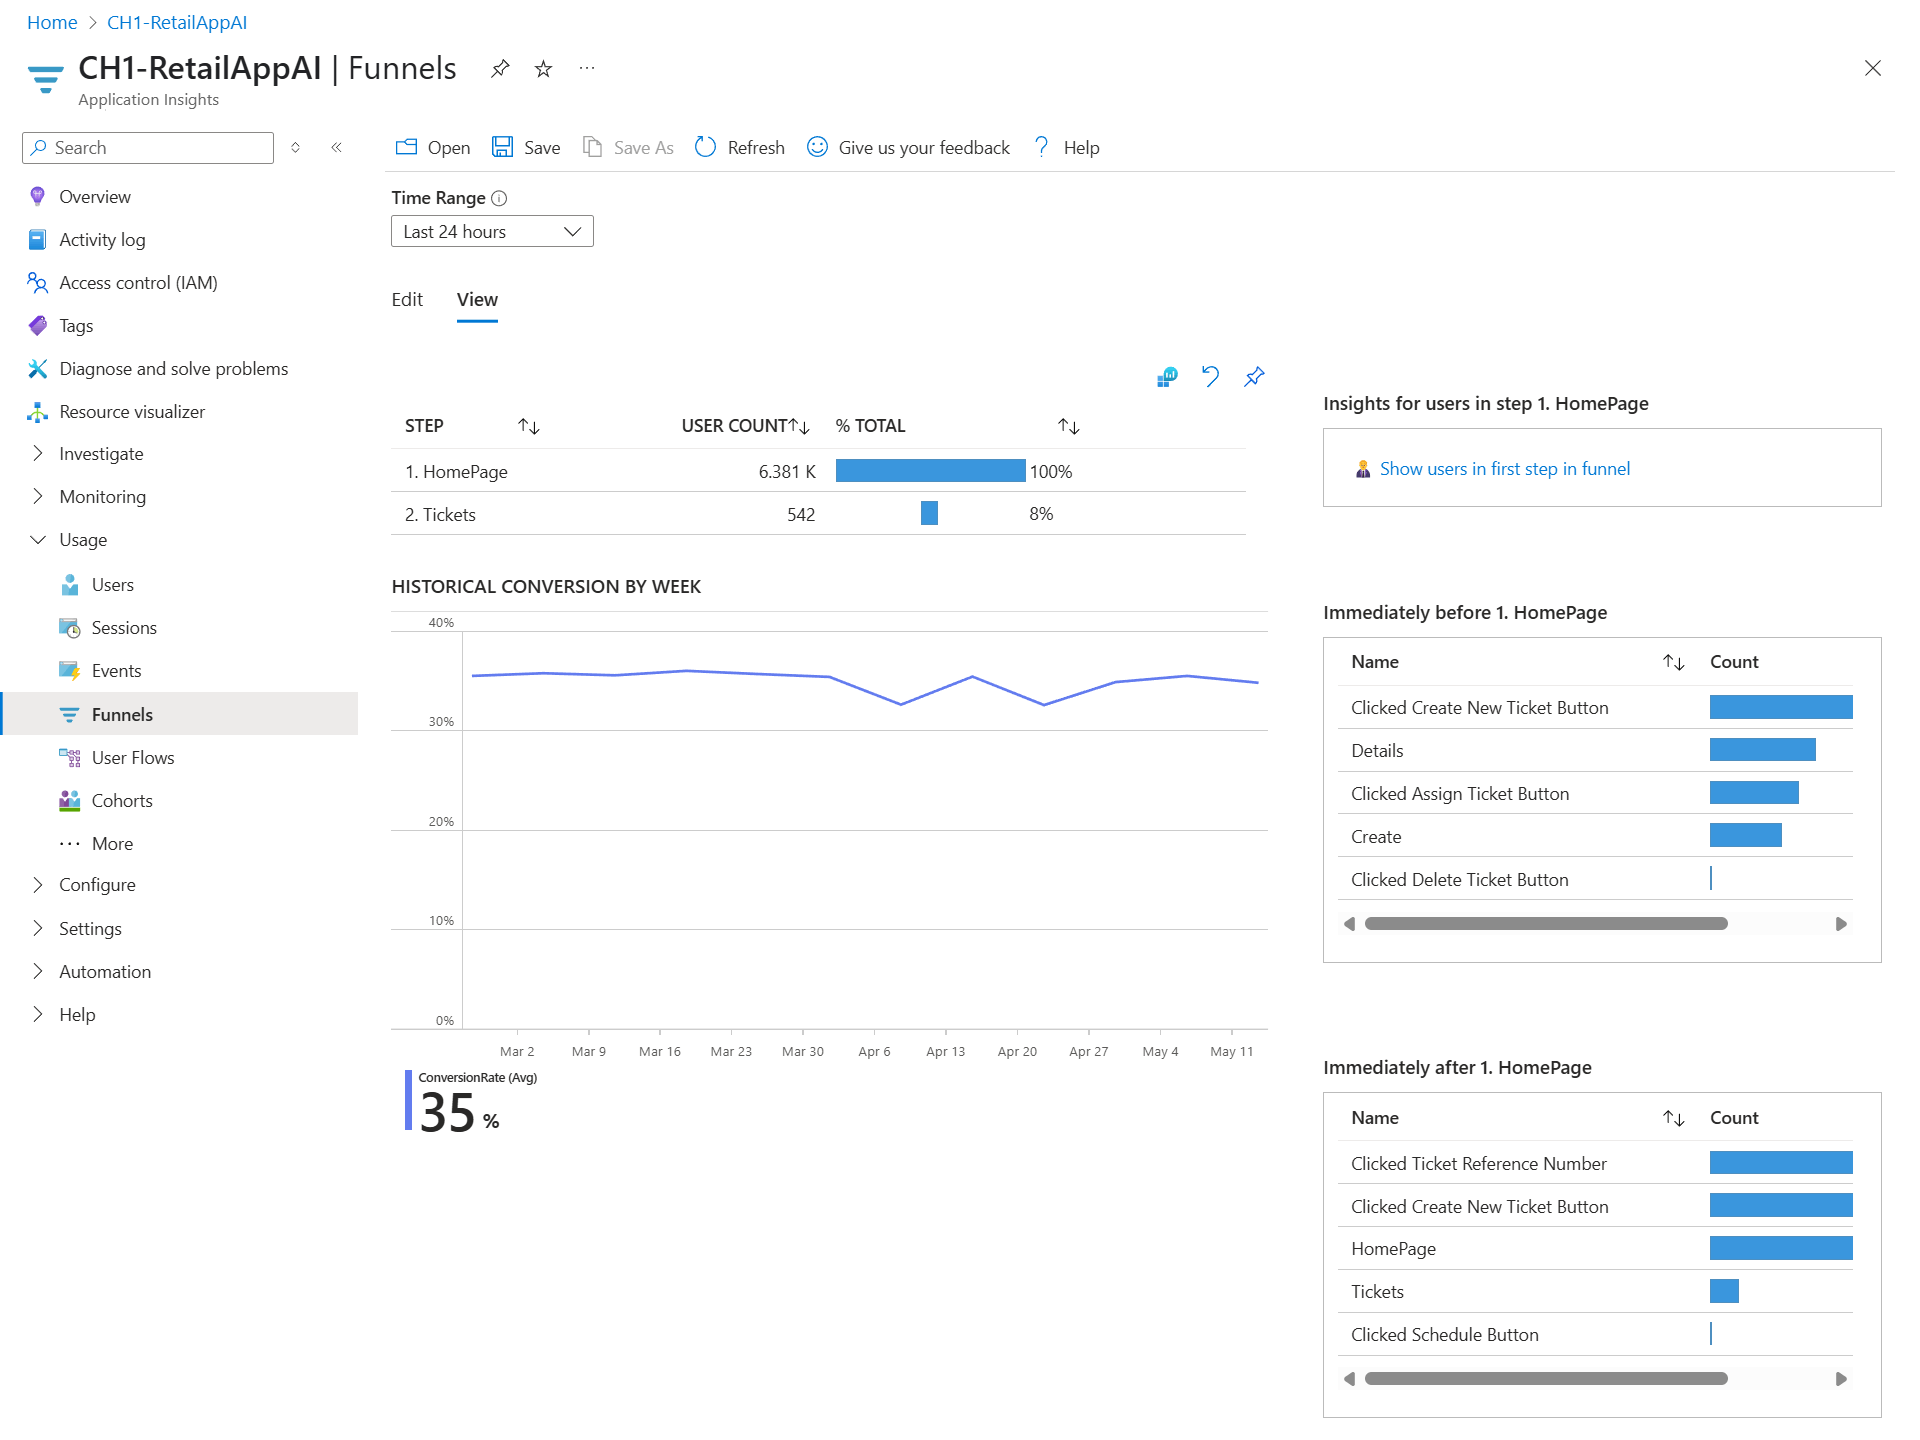 Home > CH1-RetailAppAI
CH1-RetailAppAI | Funnels
Application Insights
Search
Overview
Activity log
Access control (IAM)
Tags
Diagnose and solve problems
Resource visualizer
Investigate
Monitoring
Usage
Users
Sessions
Events
Funnels
User Flows
Cohorts
More
Configure
Settings
Automation
Help
Open Save Save As Refresh Give us your feedback Help
Time Range
Last 24 hours
Edit View
STEP USER COUNT % TOTAL
1. HomePage 6.381 K 100%
2. Tickets 542 8%
HISTORICAL CONVERSION BY WEEK
40%
30%
20%
10%
0%
Mar 2 Mar 9 Mar 16 Mar 23 Mar 30 Apr 6 Apr 13 Apr 20 Apr 27 May 4 May 11
ConversionRate (Avg)
35 %
Insights for users in step 1. HomePage
Show users in first step in funnel
Immediately before 1. HomePage
Name Count
Clicked Create New Ticket Button
Details
Clicked Assign Ticket Button
Create
Clicked Delete Ticket Button
Immediately after 1. HomePage
Name Count
Clicked Ticket Reference Number
Clicked Create New Ticket Button
HomePage
Tickets
Clicked Schedule Button